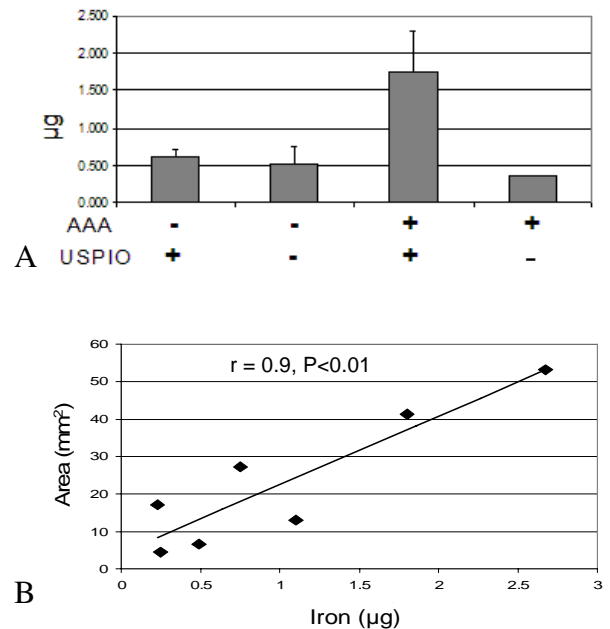 2.500
2.000
1.500
1.000
0.500
0.000
µg
AAA - - + +
USPIO + - + -
A
r = 0.9, P<0.01
60
50
40
30
20
10
0
Area (mm²)
0 0.5 1 1.5 2 2.5 3
Iron (µg)
B